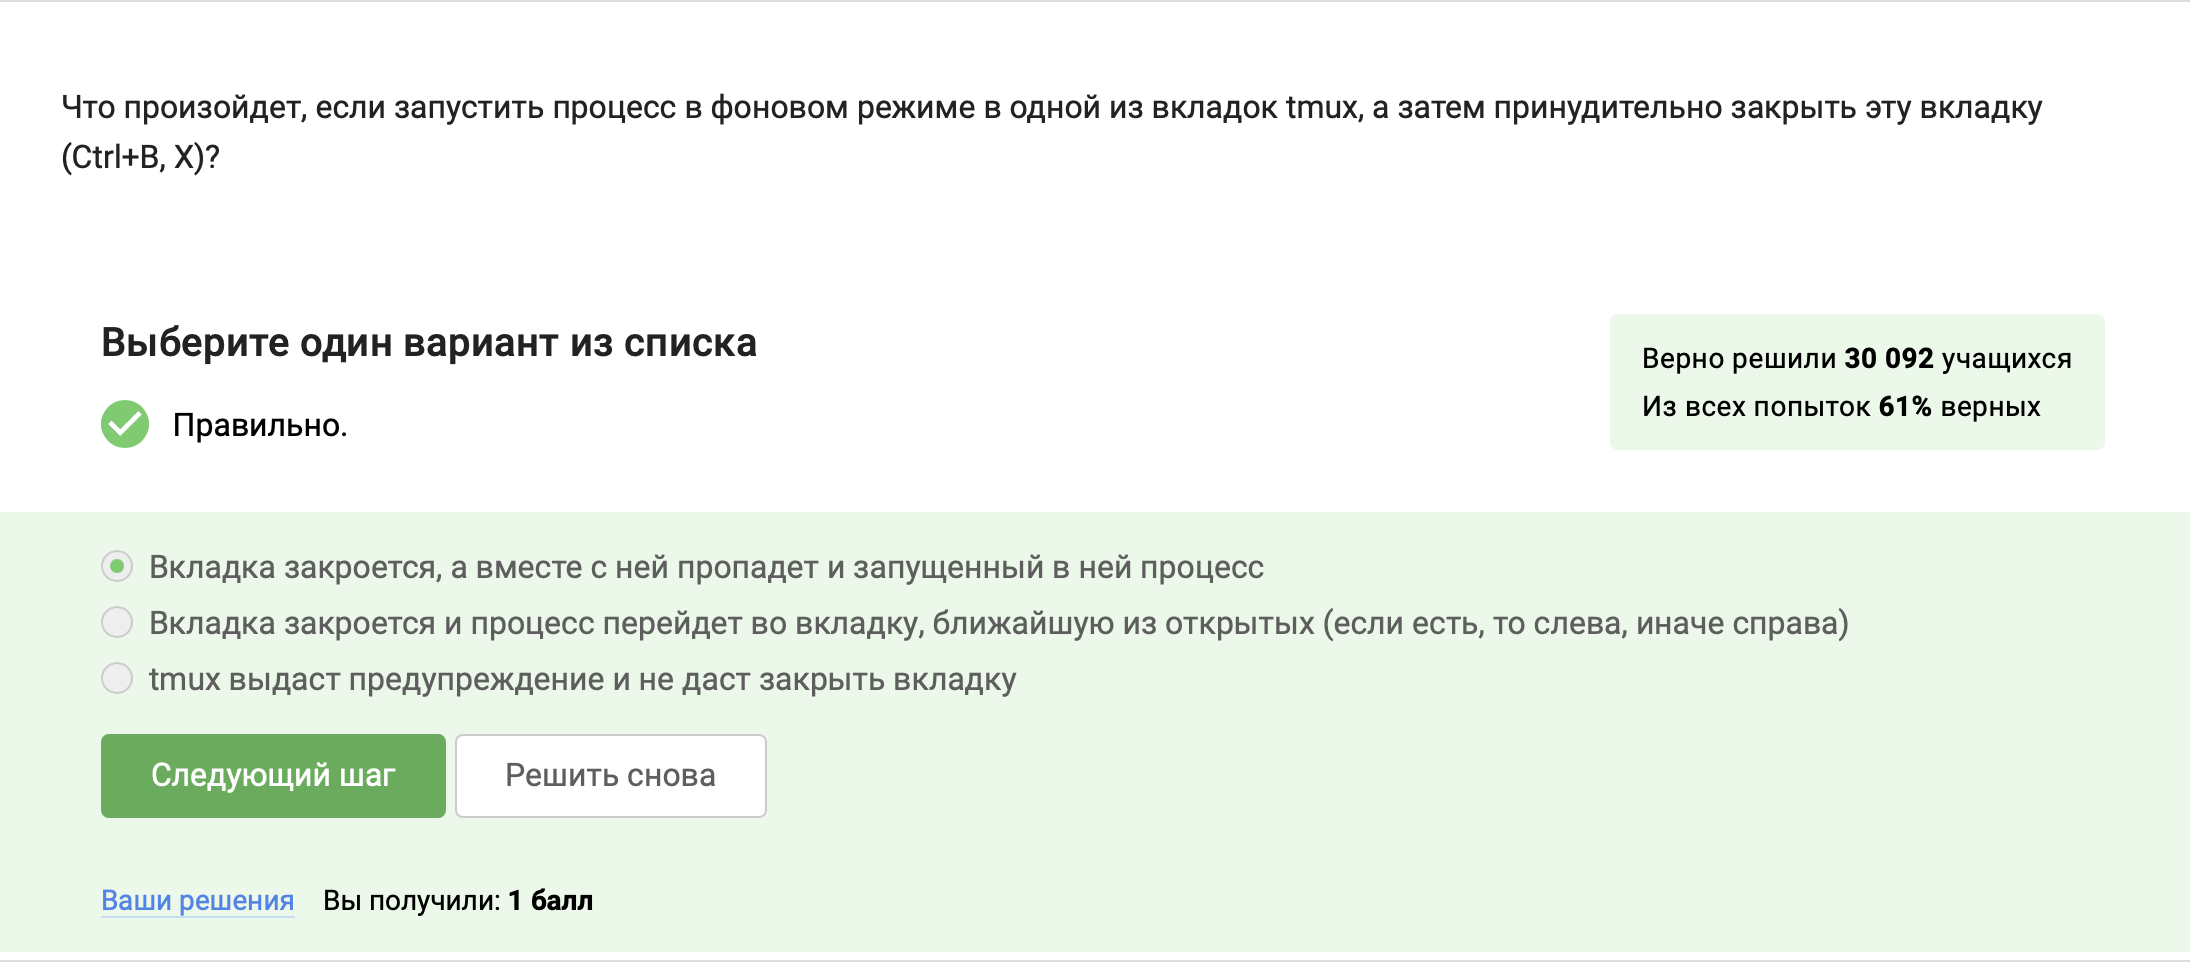 Что произойдет, если запустить процесс в фоновом режиме в одной из вкладок tmux, а затем принудительно закрыть эту вкладку
(Ctrl+B, X)?
Выберите один вариант из списка
Правильно.
Верно решили 30 092 учащихся
Из всех попыток 61% верных
Вкладка закроется, а вместе с ней пропадет и запущенный в ней процесс
Вкладка закроется и процесс перейдет во вкладку, ближайшую из открытых (если есть, то слева, иначе справа)
tmux выдаст предупреждение и не даст закрыть вкладку
Следующий шаг
Решить снова
Ваши решения Вы получили: 1 балл